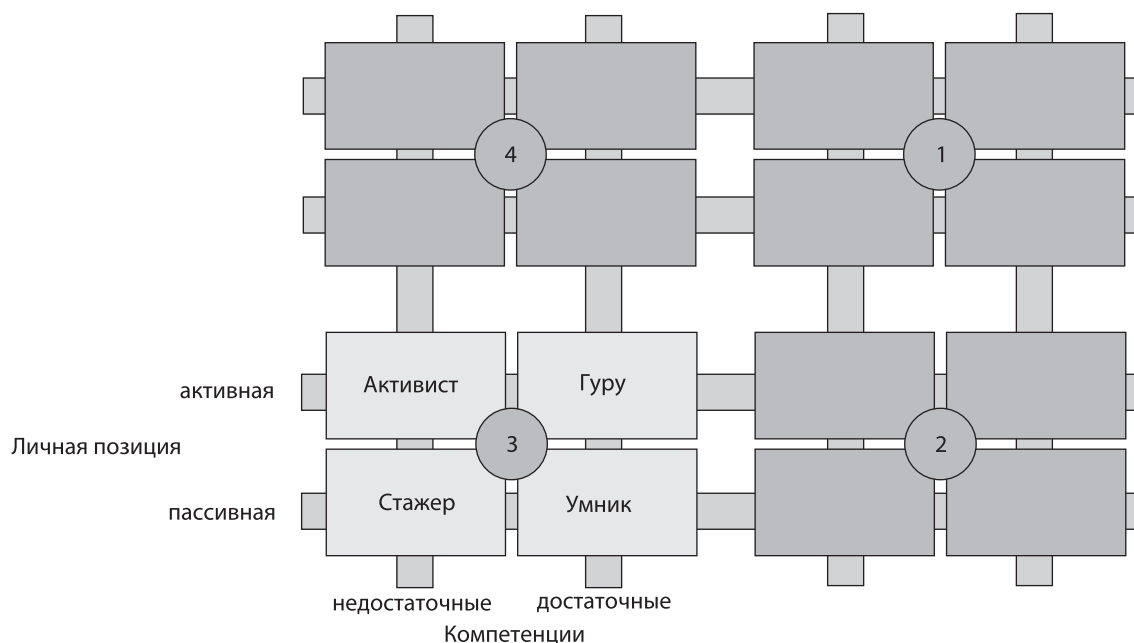 4
1
активная
Активист
Гуру
Личная позиция
3
2
пассивная
Стажер
Умник
недостаточные
достаточные
Компетенции